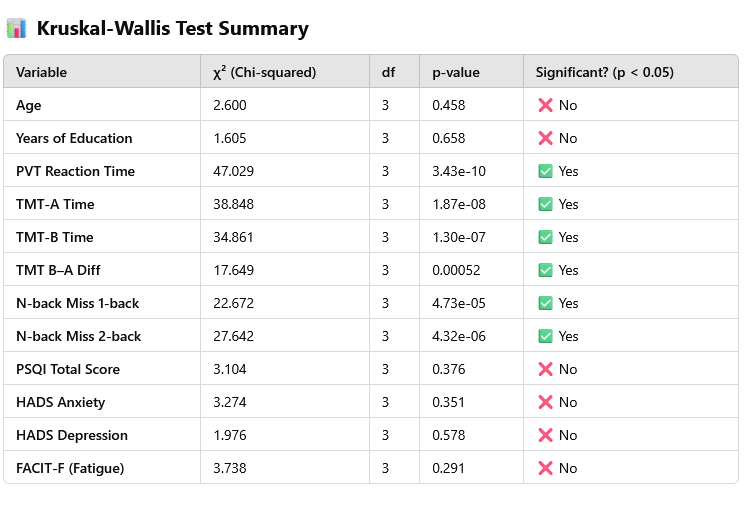 Kruskal-Wallis Test Summary
Variable χ² (Chi-squared) df p-value Significant? (p < 0.05)
Age 2.600 3 0.458 ❌ No
Years of Education 1.605 3 0.658 ❌ No
PVT Reaction Time 47.029 3 3.43e-10 ✅ Yes
TMT-A Time 38.848 3 1.87e-08 ✅ Yes
TMT-B Time 34.861 3 1.30e-07 ✅ Yes
TMT B–A Diff 17.649 3 0.00052 ✅ Yes
N-back Miss 1-back 22.672 3 4.73e-05 ✅ Yes
N-back Miss 2-back 27.642 3 4.32e-06 ✅ Yes
PSQI Total Score 3.104 3 0.376 ❌ No
HADS Anxiety 3.274 3 0.351 ❌ No
HADS Depression 1.976 3 0.578 ❌ No
FACIT-F (Fatigue) 3.738 3 0.291 ❌ No